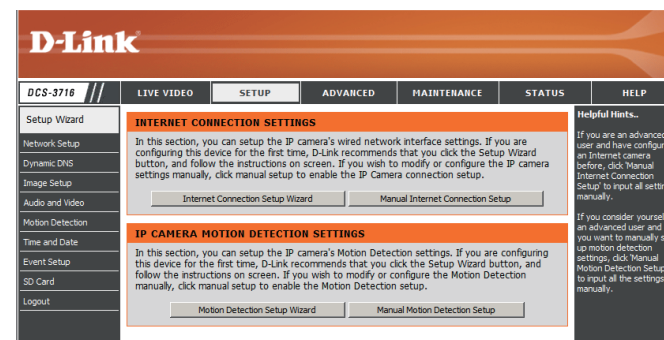 D-Link
DCS-3716 // LIVE VIDEO SETUP ADVANCED MAINTENANCE STATUS HELP
Setup Wizard
Network Setup
Dynamic DNS
Image Setup
Audio and Video
Motion Detection
Time and Date
Event Setup
SD Card
Logout
INTERNET CONNECTION SETTINGS
In this section, you can setup the IP camera's wired network interface settings. If you are
configuring this device for the first time, D-Link recommends that you click the Setup Wizard
button, and follow the instructions on screen. If you wish to modify or configure the IP camera
settings manually, click manual setup to enable the IP Camera connection setup.
Internet Connection Setup Wizard Manual Internet Connection Setup
IP CAMERA MOTION DETECTION SETTINGS
In this section, you can setup the IP camera's Motion Detection settings. If you are configuring
this device for the first time, D-Link recommends that you click the Setup Wizard button, and
follow the instructions on screen. If you wish to modify or configure the Motion Detection
manually, click manual setup to enable the Motion Detection setup.
Motion Detection Setup Wizard Manual Motion Detection Setup
Helpful Hints..
If you are an advanced
user and have configur
an Internet camera
before, click 'Manual
Internet Connection
Setup' to input all settin
manually.
If you consider yoursel
an advanced user and
you want to manually s
up motion detection
settings, click 'Manual
Motion Detection Setup
to input all the settings
manually.